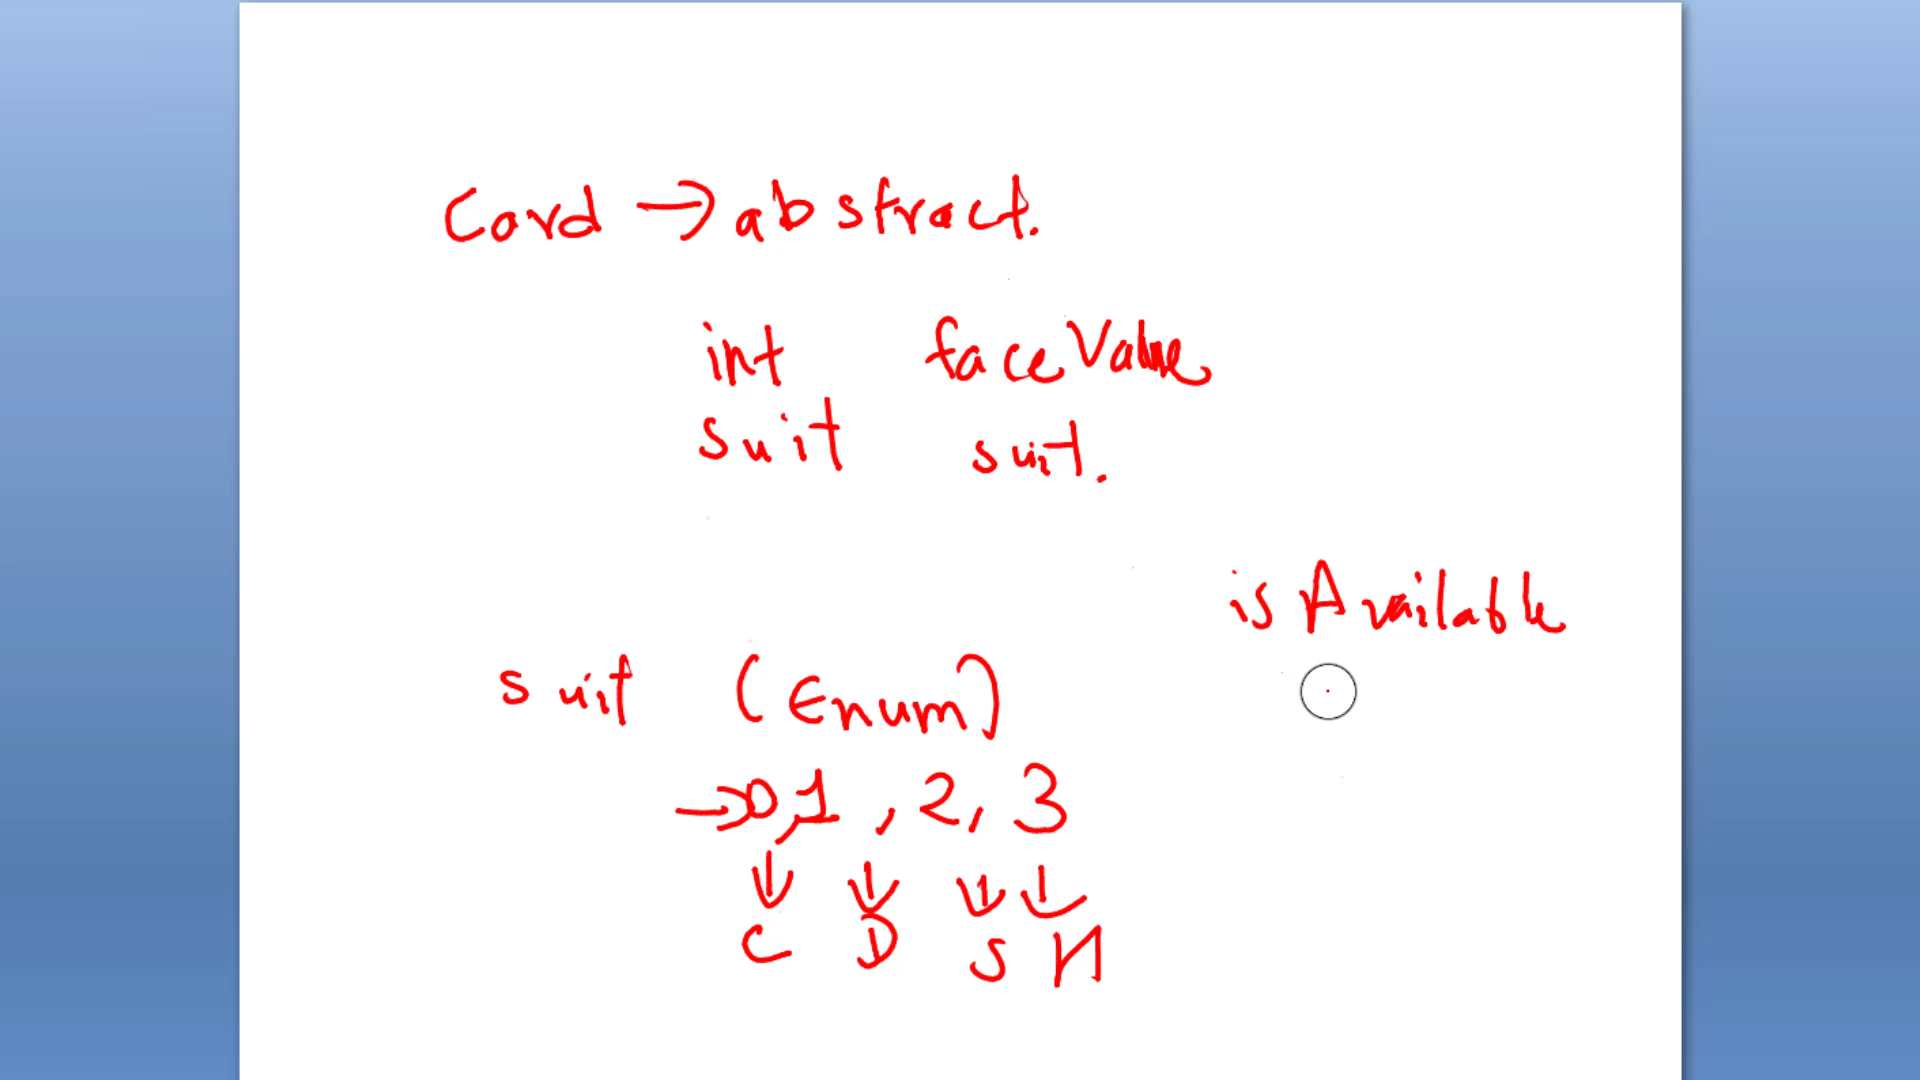 Card → abstract.
int faceValue
suit suit.
isAvailable
suit (Enum)
→ 0, 1, 2, 3
↓ ↓ ↓ ↓
C D S H